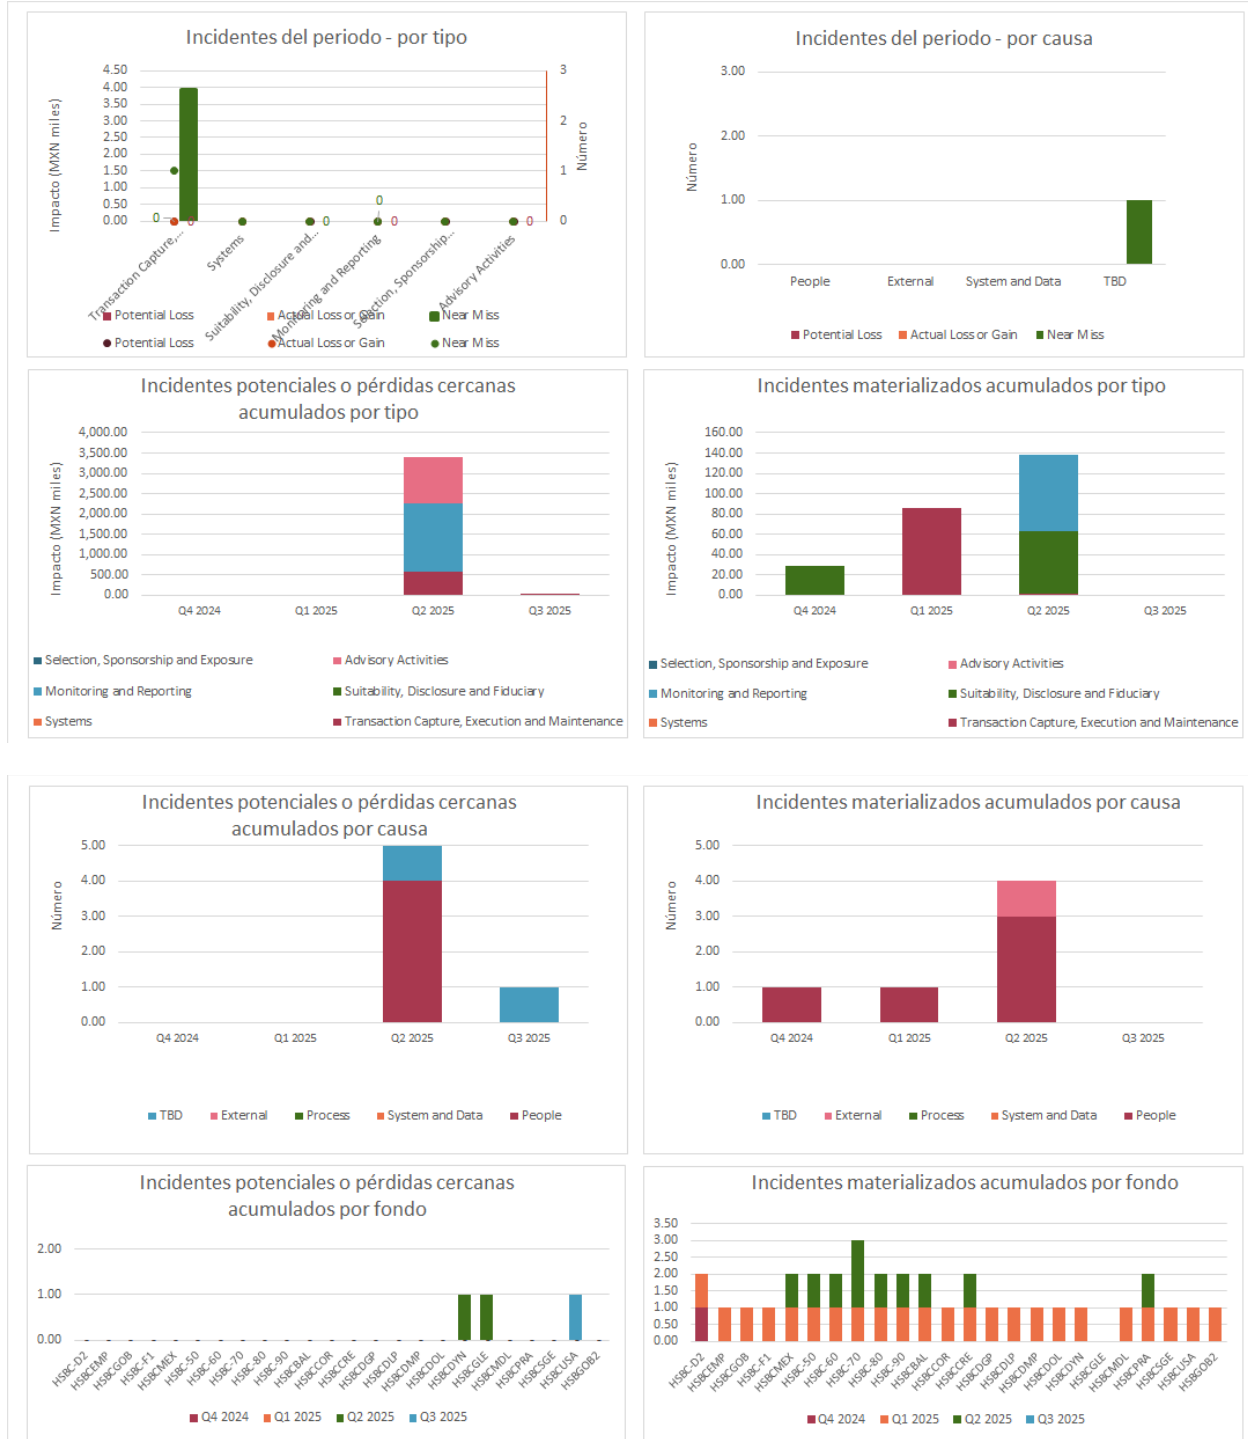 Incidentes del periodo - por tipo
Impacto (MXN miles)
4.50
4.00
3.50
3.00
2.50
2.00
1.50
1.00
0.50
0.00
3
2
1
0
Número
0
0
0
0
0
0
Transaction Capture,...
Systems
Suitability, Disclosure and...
Monitoring and Reporting
Selection, Sponsorship...
Advisory Activities
Potential Loss Actual Loss or Gain Near Miss
Potential Loss Actual Loss or Gain Near Miss
Incidentes del periodo - por causa
Número
3.00
2.00
1.00
0.00
People External System and Data TBD
Potential Loss Actual Loss or Gain Near Miss
Incidentes potenciales o pérdidas cercanas
acumulados por tipo
Impacto (MXN miles)
4,000.00
3,500.00
3,000.00
2,500.00
2,000.00
1,500.00
1,000.00
500.00
0.00
Q4 2024 Q1 2025 Q2 2025 Q3 2025
Selection, Sponsorship and Exposure Advisory Activities
Monitoring and Reporting Suitability, Disclosure and Fiduciary
Systems Transaction Capture, Execution and Maintenance
Incidentes materializados acumulados por tipo
Impacto (MXN miles)
160.00
140.00
120.00
100.00
80.00
60.00
40.00
20.00
0.00
Q4 2024 Q1 2025 Q2 2025 Q3 2025
Selection, Sponsorship and Exposure Advisory Activities
Monitoring and Reporting Suitability, Disclosure and Fiduciary
Systems Transaction Capture, Execution and Maintenance
Incidentes potenciales o pérdidas cercanas
acumulados por causa
Número
5.00
4.00
3.00
2.00
1.00
0.00
Q4 2024 Q1 2025 Q2 2025 Q3 2025
TBD External Process System and Data People
Incidentes materializados acumulados por causa
Número
5.00
4.00
3.00
2.00
1.00
0.00
Q4 2024 Q1 2025 Q2 2025 Q3 2025
TBD External Process System and Data People
Incidentes potenciales o pérdidas cercanas
acumulados por fondo
2.00
1.00
0.00
HSBC-D2
HSBCEMP
HSBCGOB
HSBC-F1
HSBCMEX
HSBC-50
HSBC-60
HSBC-70
HSBC-80
HSBC-90
HSBCBAL
HSBCCOR
HSBCCRE
HSBCDGP
HSBCDLP
HSBCDMP
HSBCDOL
HSBCDYN
HSBCGLE
HSBCMDL
HSBCPRA
HSBCSGE
HSBCUSA
HSBGOB2
Q4 2024 Q1 2025 Q2 2025 Q3 2025
Incidentes materializados acumulados por fondo
3.50
3.00
2.50
2.00
1.50
1.00
0.50
0.00
HSBC-D2
HSBCEMP
HSBCGOB
HSBC-F1
HSBCMEX
HSBC-50
HSBC-60
HSBC-70
HSBC-80
HSBC-90
HSBCBAL
HSBCCOR
HSBCCRE
HSBCDGP
HSBCDLP
HSBCDMP
HSBCDOL
HSBCDYN
HSBCGLE
HSBCMDL
HSBCPRA
HSBCSGE
HSBCUSA
HSBGOB2
Q4 2024 Q1 2025 Q2 2025 Q3 2025